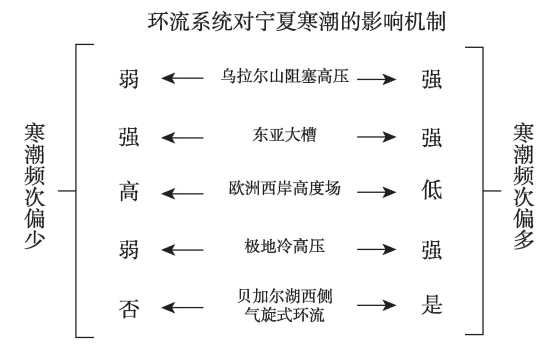 环流系统对宁夏寒潮的影响机制
寒潮频次偏少
弱 乌拉尔山阻塞高压 强
强 东亚大槽 强
高 欧洲西岸高度场 低
弱 极地冷高压 强
否 贝加尔湖西侧
气旋式环流 是
寒潮频次偏多